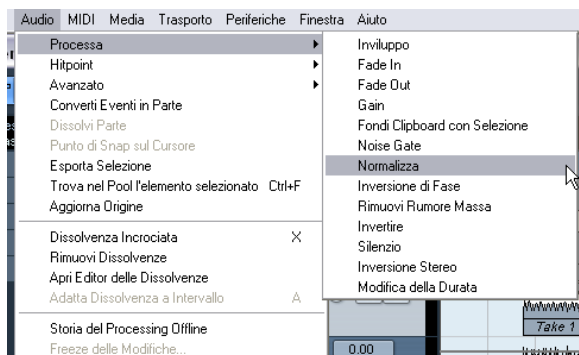 Audio MIDI Media Trasporto Periferiche Finestra Aiuto
Processa
Hitpoint
Avanzato
Converti Eventi in Parte
Dissolvi Parte
Punto di Snap sul Cursore
Esporta Selezione
Trova nel Pool l'elemento selezionato Ctrl+F
Aggiorna Origine
Dissolvenza Incrociata X
Rimuovi Dissolvenze
Apri Editor delle Dissolvenze
Adatta Dissolvenza a Intervallo A
Storia del Processing Offline
Freeze delle Modifiche...
Inviluppo
Fade In
Fade Out
Gain
Fondi Clipboard con Selezione
Noise Gate
Normalizza
Inversione di Fase
Rimuovi Rumore Massa
Invertire
Silenzio
Inversione Stereo
Modifica della Durata
Take 1
0.00